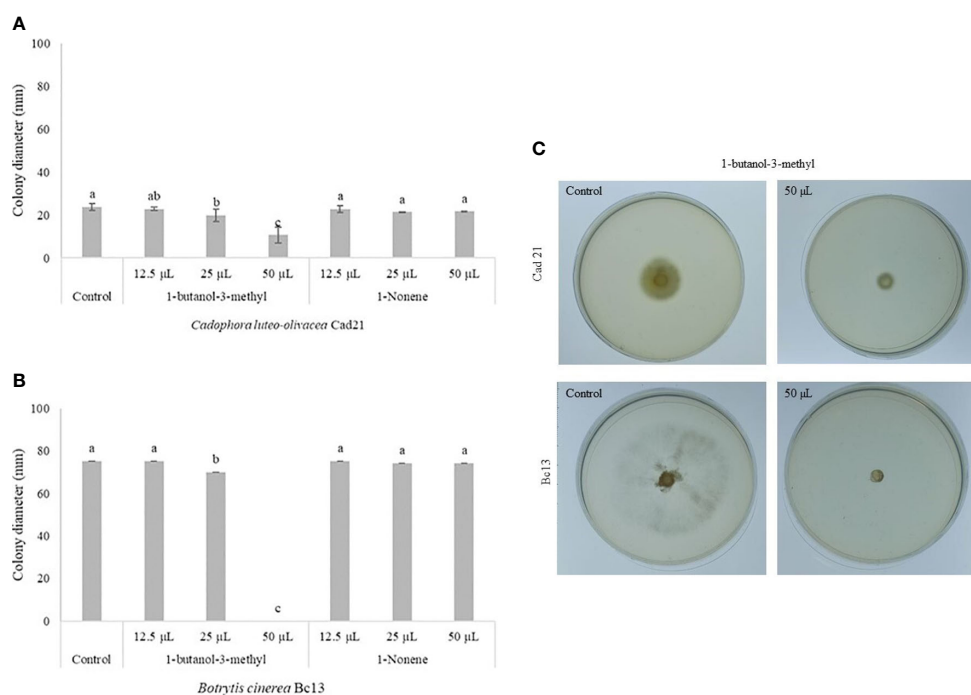 A
Colony diameter (mm)
100
80
60
40
20
0
a
ab
b
c
a
a
a
12.5 µL
25 µL
50 µL
12.5 µL
25 µL
50 µL
Control
1-butanol-3-methyl
1-Nonene
Cadophora luteo-olivacea Cad21
B
Colony diameter (mm)
100
80
60
40
20
0
a
a
b
c
a
a
a
12.5 µL
25 µL
50 µL
12.5 µL
25 µL
50 µL
Control
1-butanol-3-methyl
1-Nonene
Botrytis cinerea Bc13
C
1-butanol-3-methyl
Control
50 µL
Cad 21
Control
50 µL
Bc13